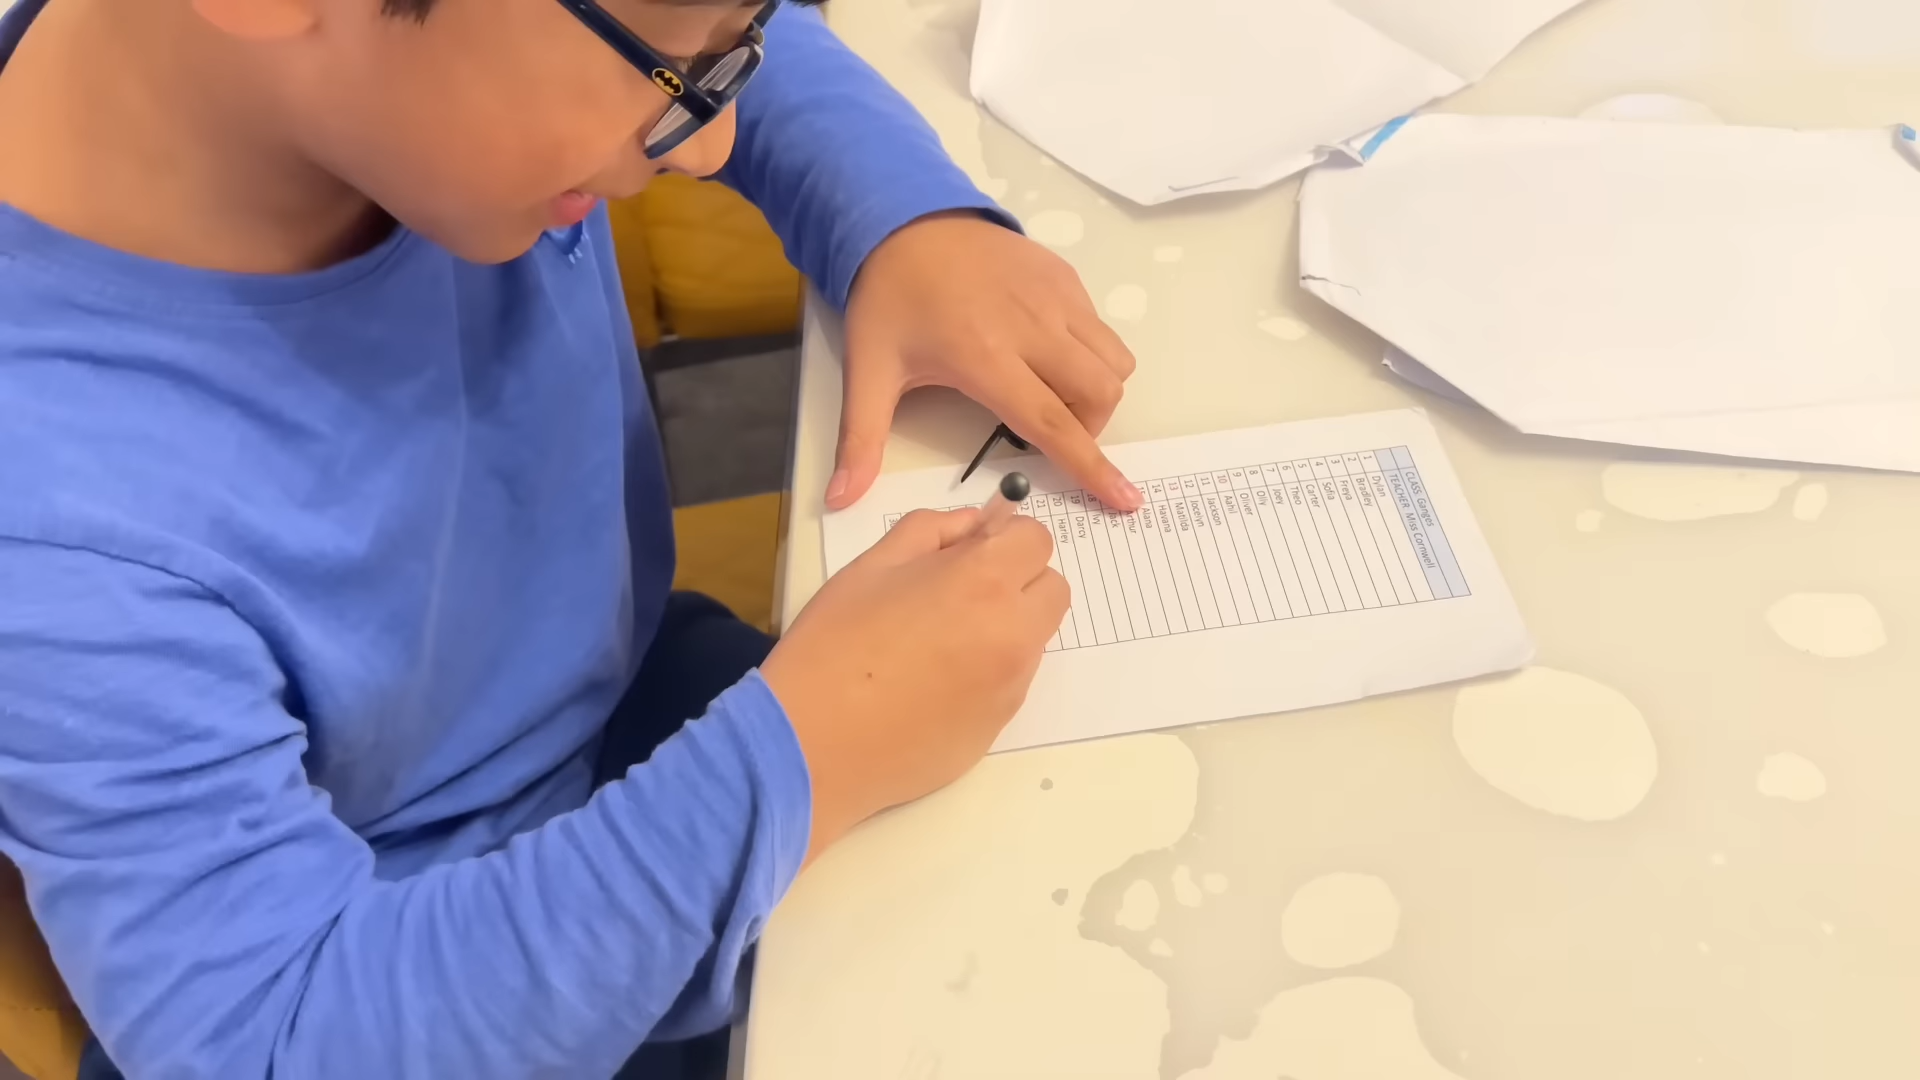 CLASS: Ganges
TEACHER: Miss Cornwell
1 Dylan
2 Bradley
3 Freya
4 Sofia
5 Carter
6 Theo
7 Joey
8 Olly
9 Oliver
10 Aahil
11 Jackson
12 Jocelyn
13 Matilda
14 Havana
Alana
Arthur
Jack
18 Ivy
19 Darcy
20 Harley
21
22